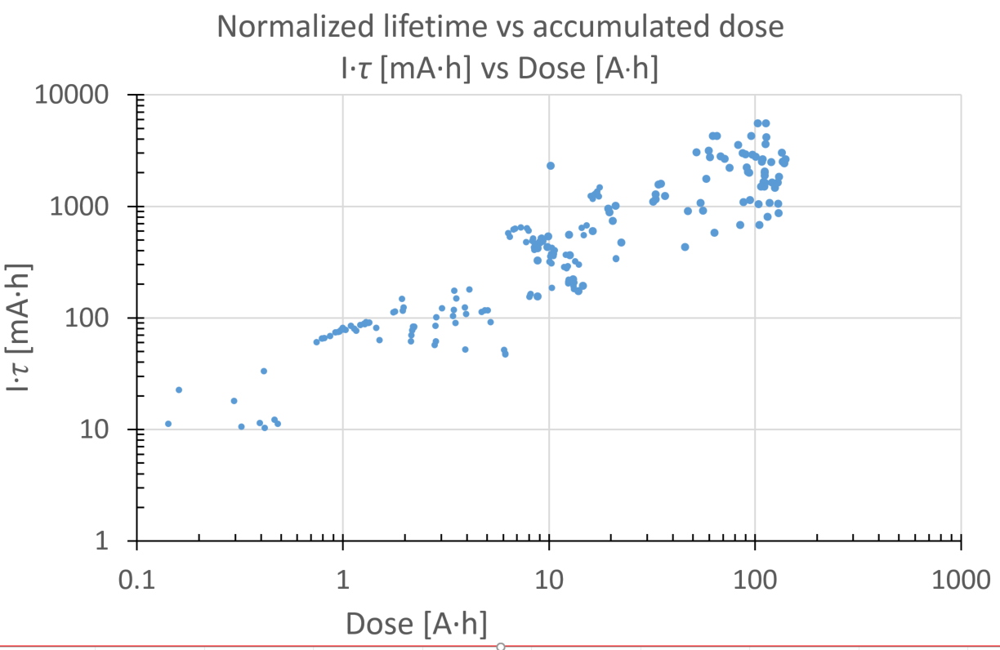 Normalized lifetime vs accumulated dose
I·τ [mA·h] vs Dose [A·h]
10000
1000
100
10
1
I·τ [mA·h]
0.1 1 10 100 1000
Dose [A·h]